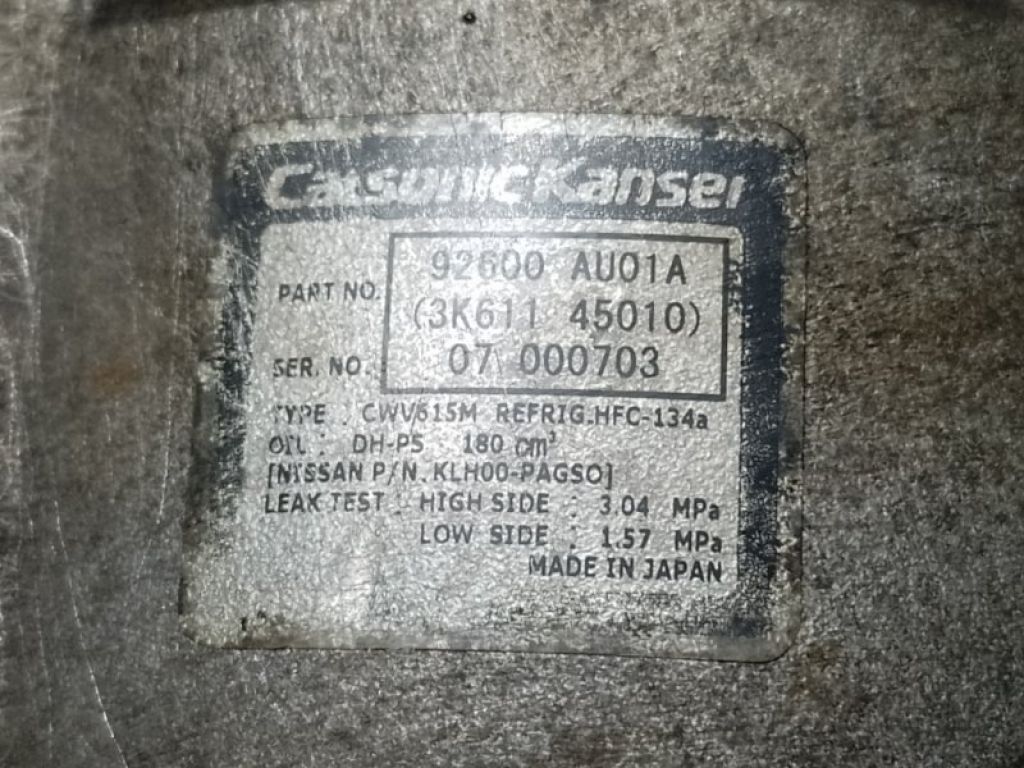 CalsonicKansei
PART NO. 92600 AU01A
(3K611 45010)
SER. NO. 07 000703
TYPE : CWV615M REFRIG.HFC-134a
OIL : DH-PS : 180 cm³
[NISSAN P/N. KLH00-PAGS0]
LEAK TEST : HIGH SIDE : 3.04 MPa
LOW SIDE : 1.57 MPa
MADE IN JAPAN